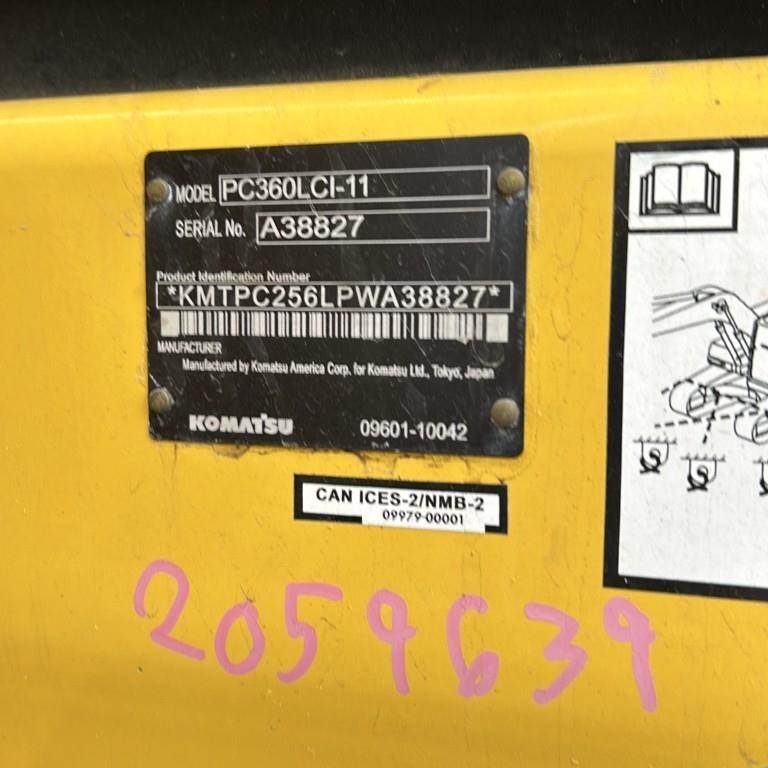 MODEL PC360LCI-11
SERIAL No. A38827
Product Identification Number
*KMTPC256LPWA38827*
MANUFACTURER
Manufactured by Komatsu America Corp. for Komatsu Ltd., Tokyo, Japan
KOMATSU 09601-10042
CAN ICES-2/NMB-2
09979-00001
2059639